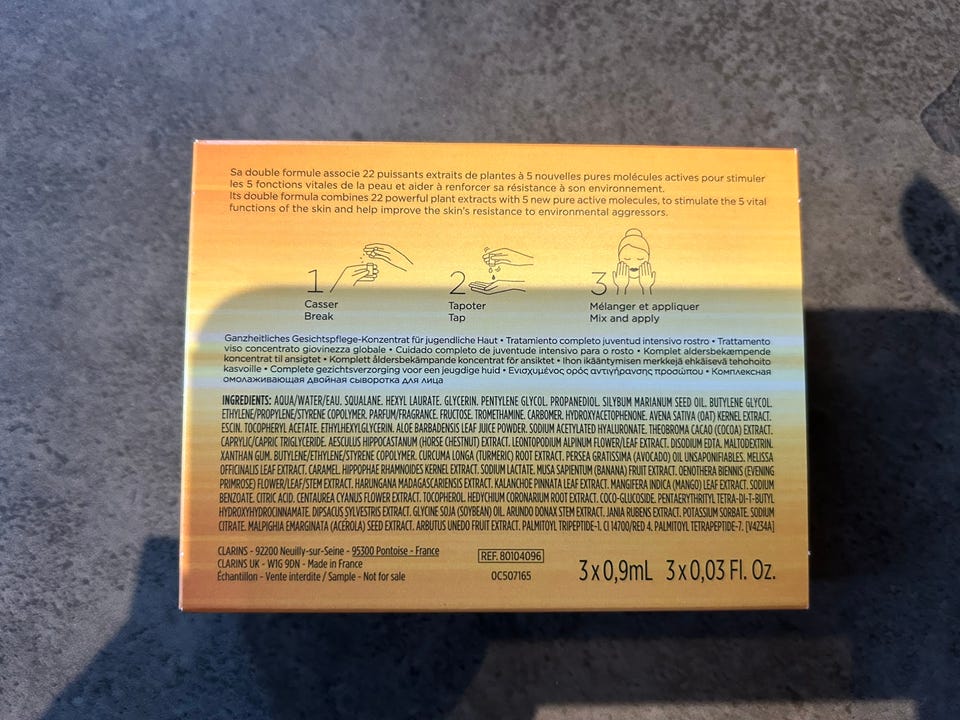 Sa double formule associe 22 puissants extraits de plantes à 5 nouvelles pures molécules actives pour stimuler
les 5 fonctions vitales de la peau et aider à renforcer sa résistance à son environnement.
Its double formula combines 22 powerful plant extracts with 5 new pure active molecules, to stimulate the 5 vital
functions of the skin and help improve the skin's resistance to environmental aggressors.
1
Casser
Break
2
Tapoter
Tap
3
Mélanger et appliquer
Mix and apply
Ganzheitliches Gesichtspflege-Konzentrat für jugendliche Haut • Tratamiento completo juventud intensivo rostro • Trattamento
viso concentrato giovinezza globale • Cuidado completo de juventude intensivo para o rosto • Komplet aldersbekæmpende
koncentrat til ansigtet • Komplett åldersbekämpande koncentrat för ansiktet • Ihon ikääntymisen merkkejä ehkäisevä tehohoito
kasvoille • Complete gezichtsverzorging voor een jeugdige huid • Ενισχυμένος ορός αντιγήρανσης προσώπου • Комплексная
омолаживающая двойная сыворотка для лица
INGREDIENTS: AQUA/WATER/EAU. SQUALANE. HEXYL LAURATE. GLYCERIN. PENTYLENE GLYCOL. PROPANEDIOL. SILYBUM MARIANUM SEED OIL. BUTYLENE GLYCOL.
ETHYLENE/PROPYLENE/STYRENE COPOLYMER. PARFUM/FRAGRANCE. FRUCTOSE. TROMETHAMINE. CARBOMER. HYDROXYACETOPHENONE. AVENA SATIVA (OAT) KERNEL EXTRACT.
ESCIN. TOCOPHERYL ACETATE. ETHYLHEXYLGLYCERIN. ALOE BARBADENSIS LEAF JUICE POWDER. SODIUM ACETYLATED HYALURONATE. THEOBROMA CACAO (COCOA) EXTRACT.
CAPRYLIC/CAPRIC TRIGLYCERIDE. AESCULUS HIPPOCASTANUM (HORSE CHESTNUT) EXTRACT. LEONTOPODIUM ALPINUM FLOWER/LEAF EXTRACT. DISODIUM EDTA. MALTODEXTRIN.
XANTHAN GUM. BUTYLENE/ETHYLENE/STYRENE COPOLYMER. CURCUMA LONGA (TURMERIC) ROOT EXTRACT. PERSEA GRATISSIMA (AVOCADO) OIL UNSAPONIFIABLES. MELISSA
OFFICINALIS LEAF EXTRACT. CARAMEL. HIPPOPHAE RHAMNOIDES KERNEL EXTRACT. SODIUM LACTATE. MUSA SAPIENTUM (BANANA) FRUIT EXTRACT. OENOTHERA BIENNIS (EVENING
PRIMROSE) FLOWER/LEAF/STEM EXTRACT. HARUNGANA MADAGASCARIENSIS EXTRACT. KALANCHOE PINNATA LEAF EXTRACT. MANGIFERA INDICA (MANGO) LEAF EXTRACT. SODIUM
BENZOATE. CITRIC ACID. CENTAUREA CYANUS FLOWER EXTRACT. TOCOPHEROL. HEDYCHIUM CORONARIUM ROOT EXTRACT. COCO-GLUCOSIDE. PENTAERYTHRITYL TETRA-DI-T-BUTYL
HYDROXYHYDROCINNAMATE. DIPSACUS SYLVESTRIS EXTRACT. GLYCINE SOJA (SOYBEAN) OIL. ARUNDO DONAX STEM EXTRACT. JANIA RUBENS EXTRACT. POTASSIUM SORBATE. SODIUM
CITRATE. MALPIGHIA EMARGINATA (ACEROLA) SEED EXTRACT. ARBUTUS UNEDO FRUIT EXTRACT. PALMITOYL TRIPEPTIDE-1. CI 14700/RED 4. PALMITOYL TETRAPEPTIDE-7. [V4234A]
CLARINS - 92200 Neuilly-sur-Seine - 95300 Pontoise - France
CLARINS UK - W1G 9DN - Made in France
Échantillon - Vente interdite / Sample - Not for sale
REF. 80104096
0C507165
3 x 0,9mL 3 x 0,03 Fl. Oz.